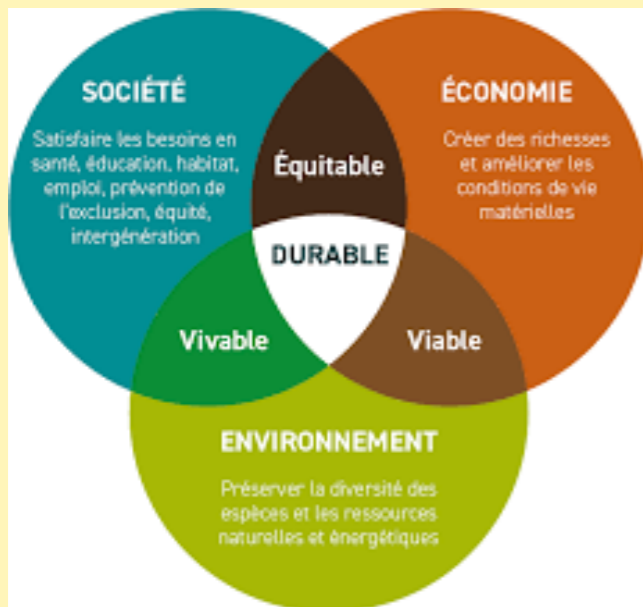 SOCIÉTÉ
Satisfaire les besoins en
santé, éducation, habitat,
emploi, prévention de
l'exclusion, équité,
intergénération
ÉCONOMIE
Créer des richesses
et améliorer les
conditions de vie
matérielles
Équitable
DURABLE
Vivable
Viable
ENVIRONNEMENT
Préserver la diversité des
espèces et les ressources
naturelles et énergétiques